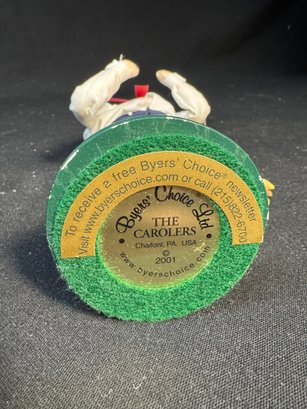 To receive a free Byers' Choice® newsletter
Visit www.byerschoice.com or call (215)822-6700
Byers' Choice Ltd
THE
CAROLERS
Chalfont, PA. USA
©
2001
www.byerschoice.com